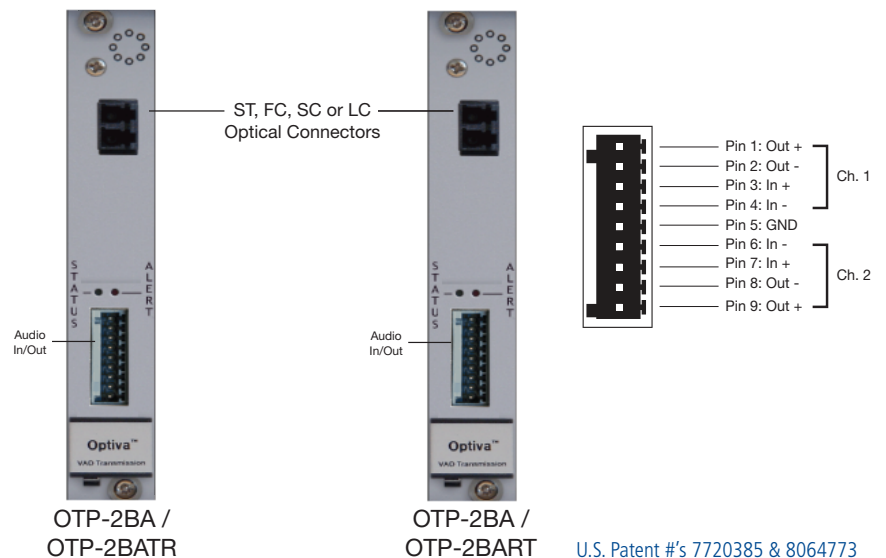 ST, FC, SC or LC
Optical Connectors
STATUS
ALERT
Audio
In/Out
Optiva™
VAO Transmission
OTP-2BA /
OTP-2BATR
STATUS
ALERT
Audio
In/Out
Optiva™
VAO Transmission
OTP-2BA /
OTP-2BART
Pin 1: Out +
Pin 2: Out -
Pin 3: In +
Pin 4: In -
Ch. 1
Pin 5: GND
Pin 6: In -
Pin 7: In +
Pin 8: Out -
Pin 9: Out +
Ch. 2
U.S. Patent #'s 7720385 & 8064773